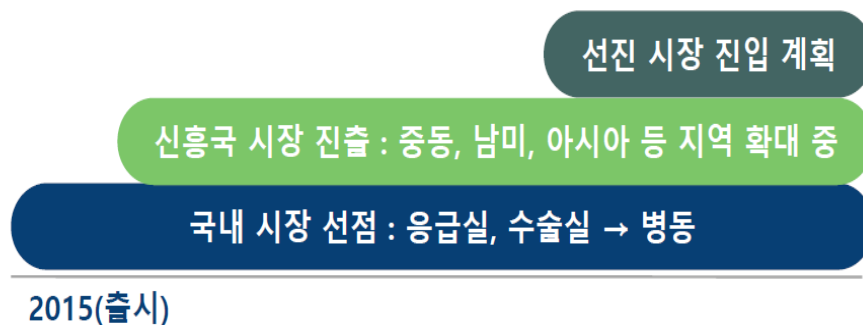 선진 시장 진입 계획
신흥국 시장 진출 : 중동, 남미, 아시아 등 지역 확대 중
국내 시장 선점 : 응급실, 수술실 → 병동
2015(출시)